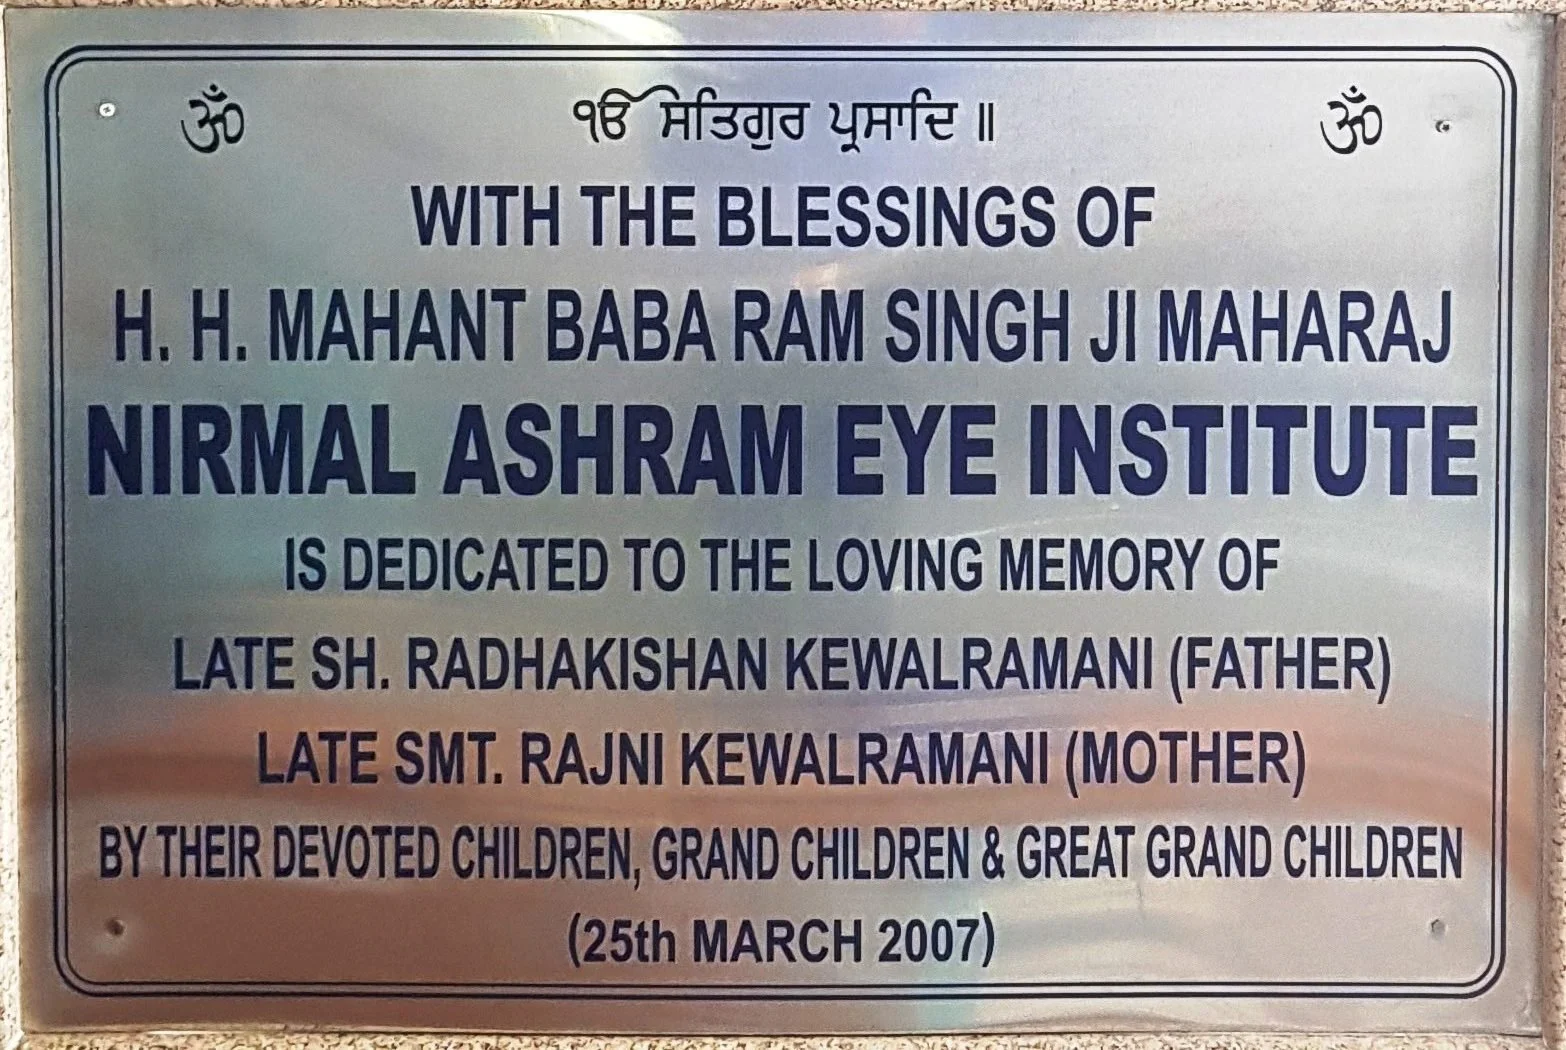 ॐ ੴ ਸਤਿਗੁਰ ਪ੍ਰਸਾਦਿ ॥ ॐ
WITH THE BLESSINGS OF
H. H. MAHANT BABA RAM SINGH JI MAHARAJ
NIRMAL ASHRAM EYE INSTITUTE
IS DEDICATED TO THE LOVING MEMORY OF
LATE SH. RADHAKISHAN KEWALRAMANI (FATHER)
LATE SMT. RAJNI KEWALRAMANI (MOTHER)
BY THEIR DEVOTED CHILDREN, GRAND CHILDREN & GREAT GRAND CHILDREN
(25th MARCH 2007)